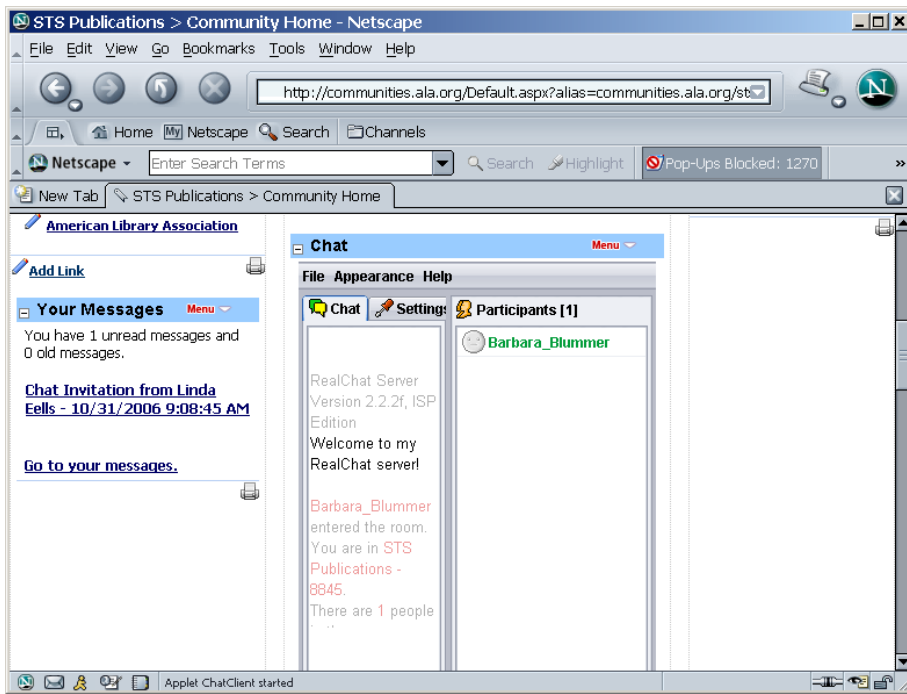 STS Publications > Community Home - Netscape
File Edit View Go Bookmarks Tools Window Help
http://communities.ala.org/Default.aspx?alias=communities.ala.org/st
N
Home My Netscape Search Channels
Netscape Enter Search Terms Search Highlight Pop-Ups Blocked: 1270 »
New Tab STS Publications > Community Home
American Library Association
Add Link
Your Messages Menu
You have 1 unread messages and
0 old messages.
Chat Invitation from Linda
Eells - 10/31/2006 9:08:45 AM
Go to your messages.
Chat Menu
File Appearance Help
Chat Settings
RealChat Server
Version 2.2.2f, ISP
Edition
Welcome to my
RealChat server!
Barbara_Blummer
entered the room.
You are in STS
Publications -
8845.
There are 1 people
Participants [1]
Barbara_Blummer
Applet ChatClient started